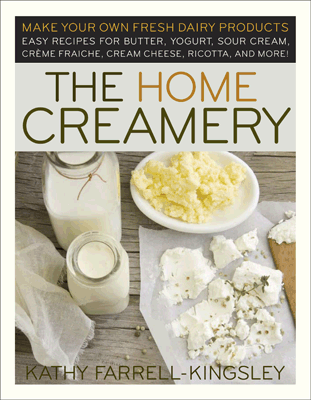 MAKE YOUR OWN FRESH DAIRY PRODUCTS
EASY RECIPES FOR BUTTER, YOGURT, SOUR CREAM,
CRÈME FRAICHE, CREAM CHEESE, RICOTTA, AND MORE!
THE HOME
CREAMERY
KATHY FARRELL-KINGSLEY